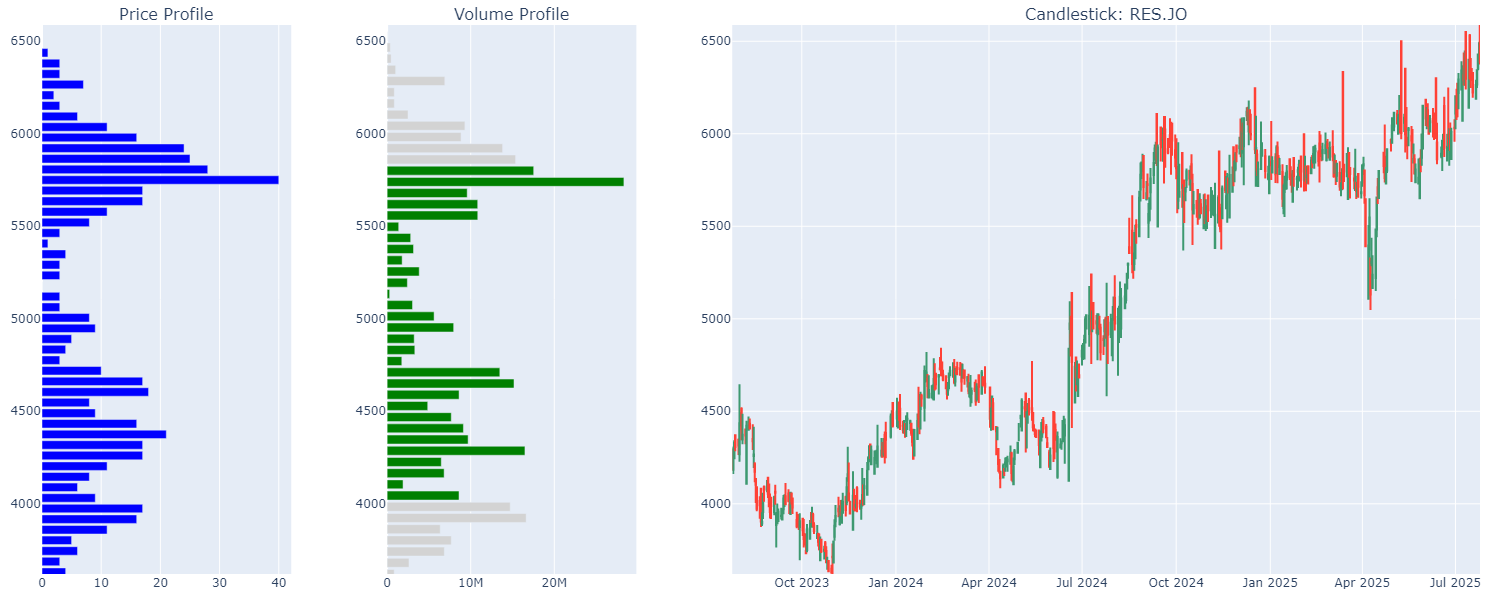 Price Profile
6500
6000
5500
5000
4500
4000
0
10
20
30
40
Volume Profile
6500
6000
5500
5000
4500
4000
0
10M
20M
Candlestick: RES.JO
6500
6000
5500
5000
4500
4000
Oct 2023
Jan 2024
Apr 2024
Jul 2024
Oct 2024
Jan 2025
Apr 2025
Jul 2025